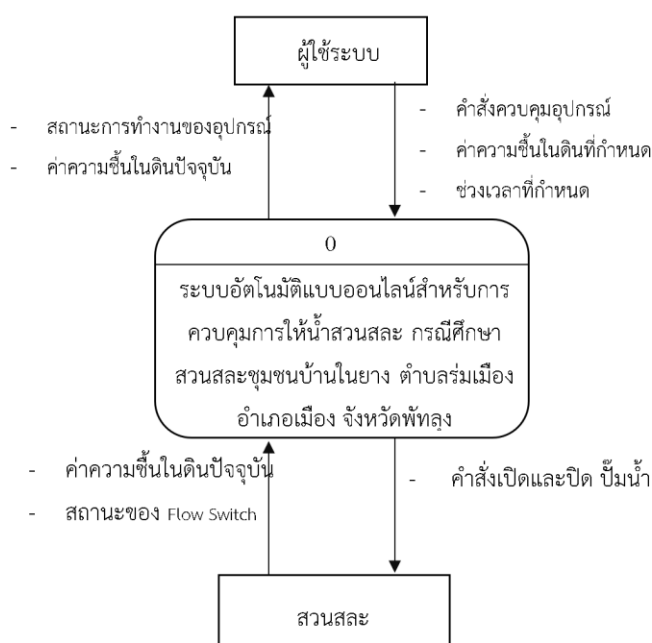 ผู้ใช้ระบบ
- สถานะการทำงานของอุปกรณ์
- ค่าความชื้นในดินปัจจุบัน
- คำสั่งควบคุมอุปกรณ์
- ค่าความชื้นในดินที่กำหนด
- ช่วงเวลาที่กำหนด
0
ระบบอัตโนมัติแบบออนไลน์สำหรับการ
ควบคุมการให้น้ำสวนสละ กรณีศึกษา
สวนสละชุมชนบ้านในยาง ตำบลร่มเมือง
อำเภอเมือง จังหวัดพัทลุง
- ค่าความชื้นในดินปัจจุบัน
- สถานะของ Flow Switch
- คำสั่งเปิดและปิด ปั๊มน้ำ
สวนสละ